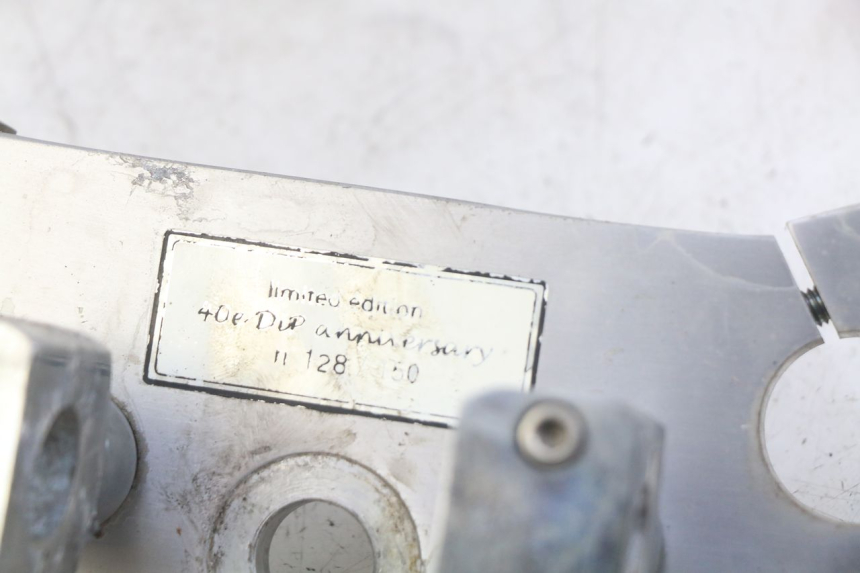 limited edition
40e DiP anniversary
n 128 50